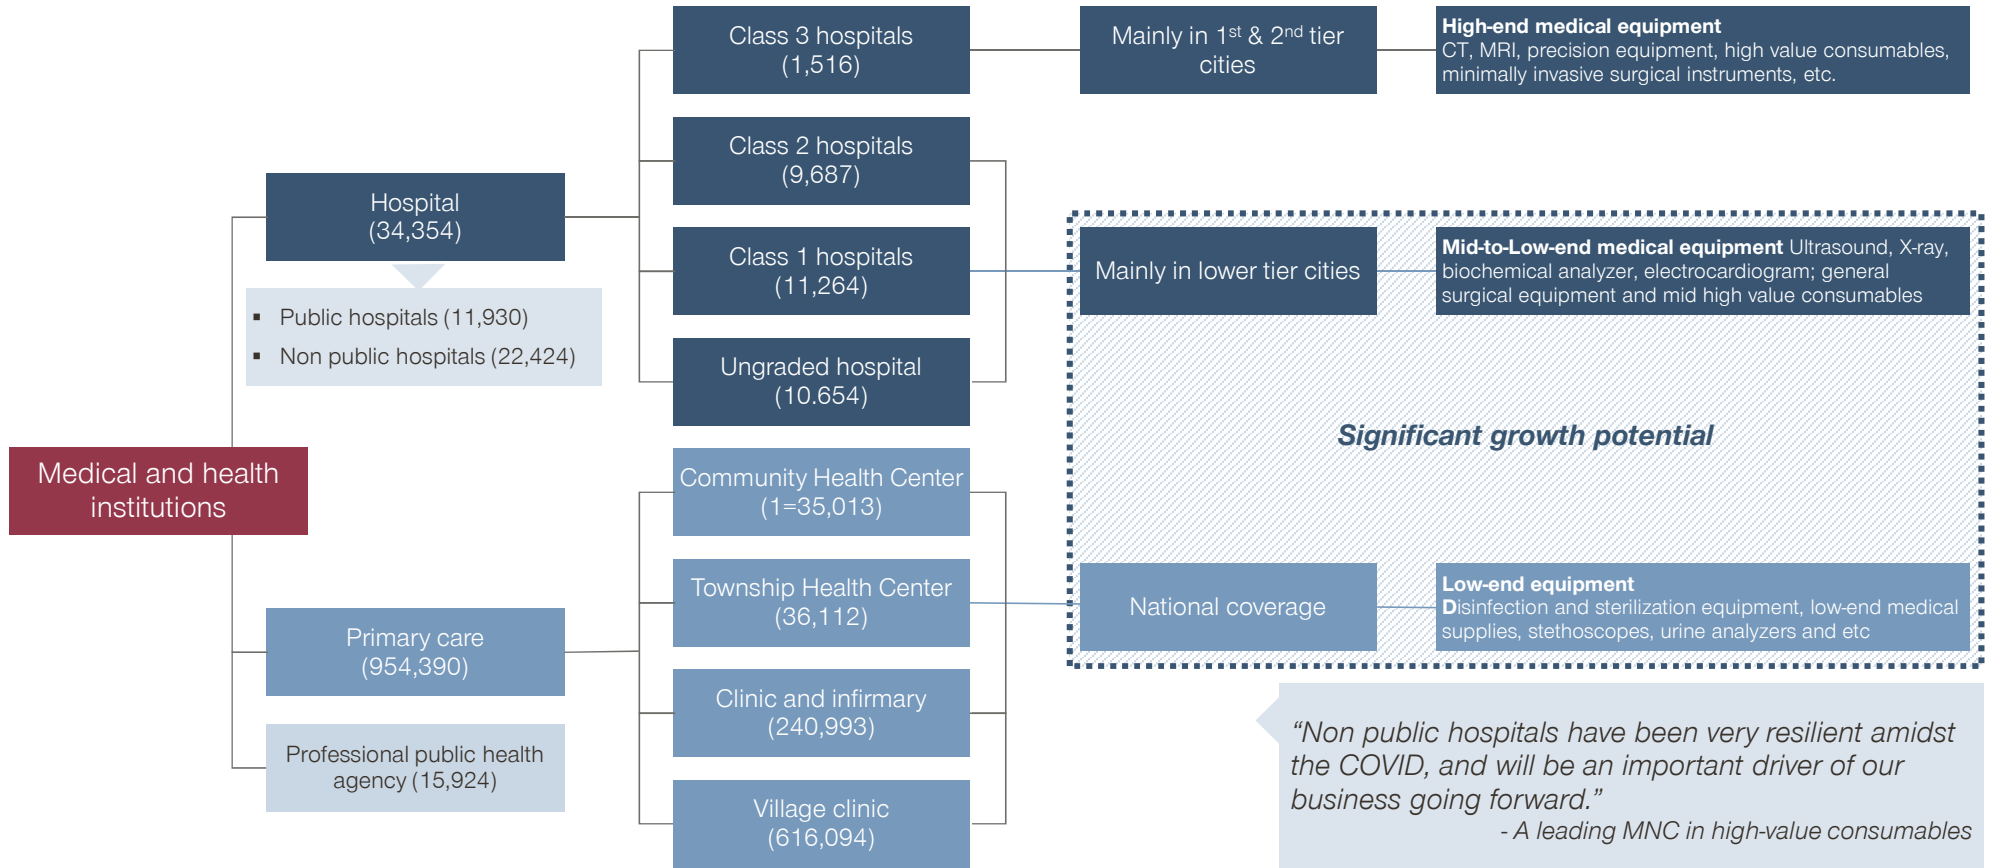 Medical and health
institutions
Hospital
(34,354)
▪ Public hospitals (11,930)
▪ Non public hospitals (22,424)
Primary care
(954,390)
Professional public health
agency (15,924)
Class 3 hospitals
(1,516)
Class 2 hospitals
(9,687)
Class 1 hospitals
(11,264)
Ungraded hospital
(10.654)
Community Health Center
(1=35,013)
Township Health Center
(36,112)
Clinic and infirmary
(240,993)
Village clinic
(616,094)
Mainly in 1st & 2nd tier
cities
High-end medical equipment
CT, MRI, precision equipment, high value consumables,
minimally invasive surgical instruments, etc.
Mainly in lower tier cities
Mid-to-Low-end medical equipment Ultrasound, X-ray,
biochemical analyzer, electrocardiogram; general
surgical equipment and mid high value consumables
Significant growth potential
National coverage
Low-end equipment
Disinfection and sterilization equipment, low-end medical
supplies, stethoscopes, urine analyzers and etc
“Non public hospitals have been very resilient amidst
the COVID, and will be an important driver of our
business going forward.”
- A leading MNC in high-value consumables